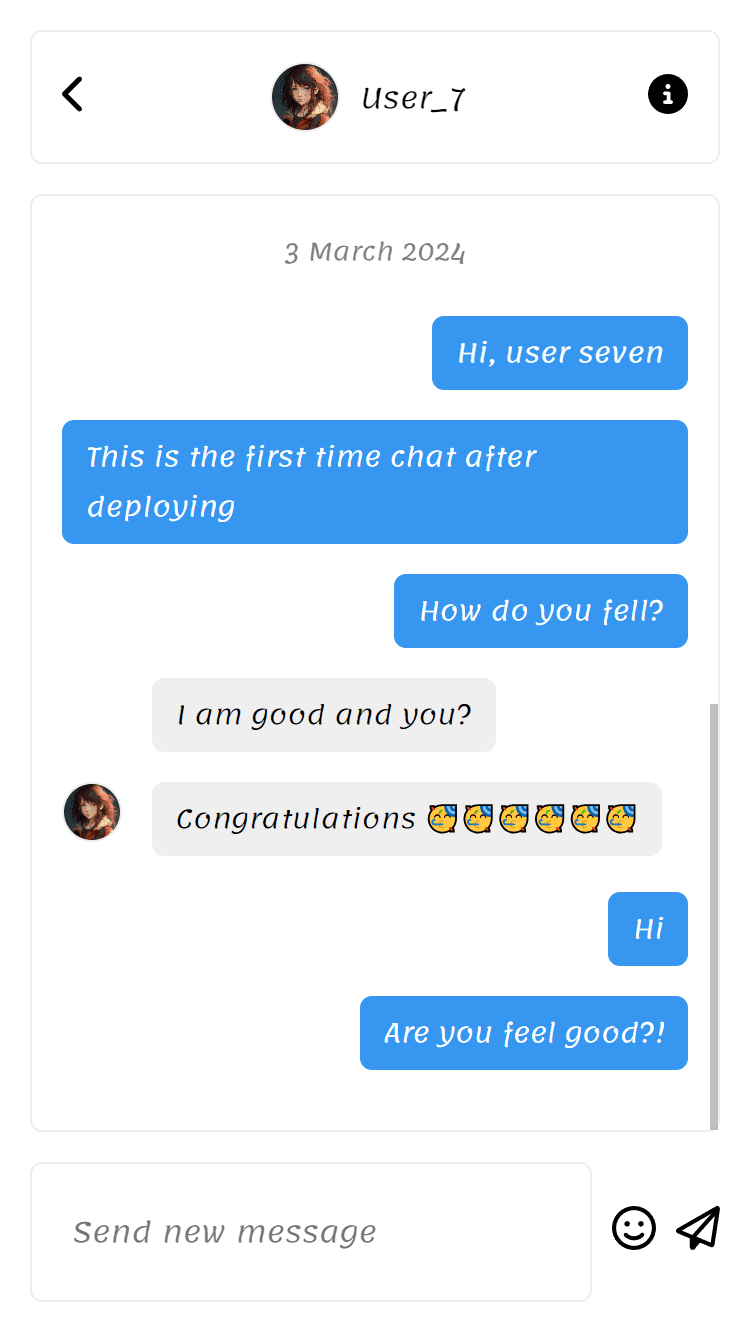 User_7
3 March 2024
Hi, user seven
This is the first time chat after
deploying
How do you fell?
I am good and you?
Congratulations 🥳🥳🥳🥳🥳🥳
Hi
Are you feel good?!
Send new message